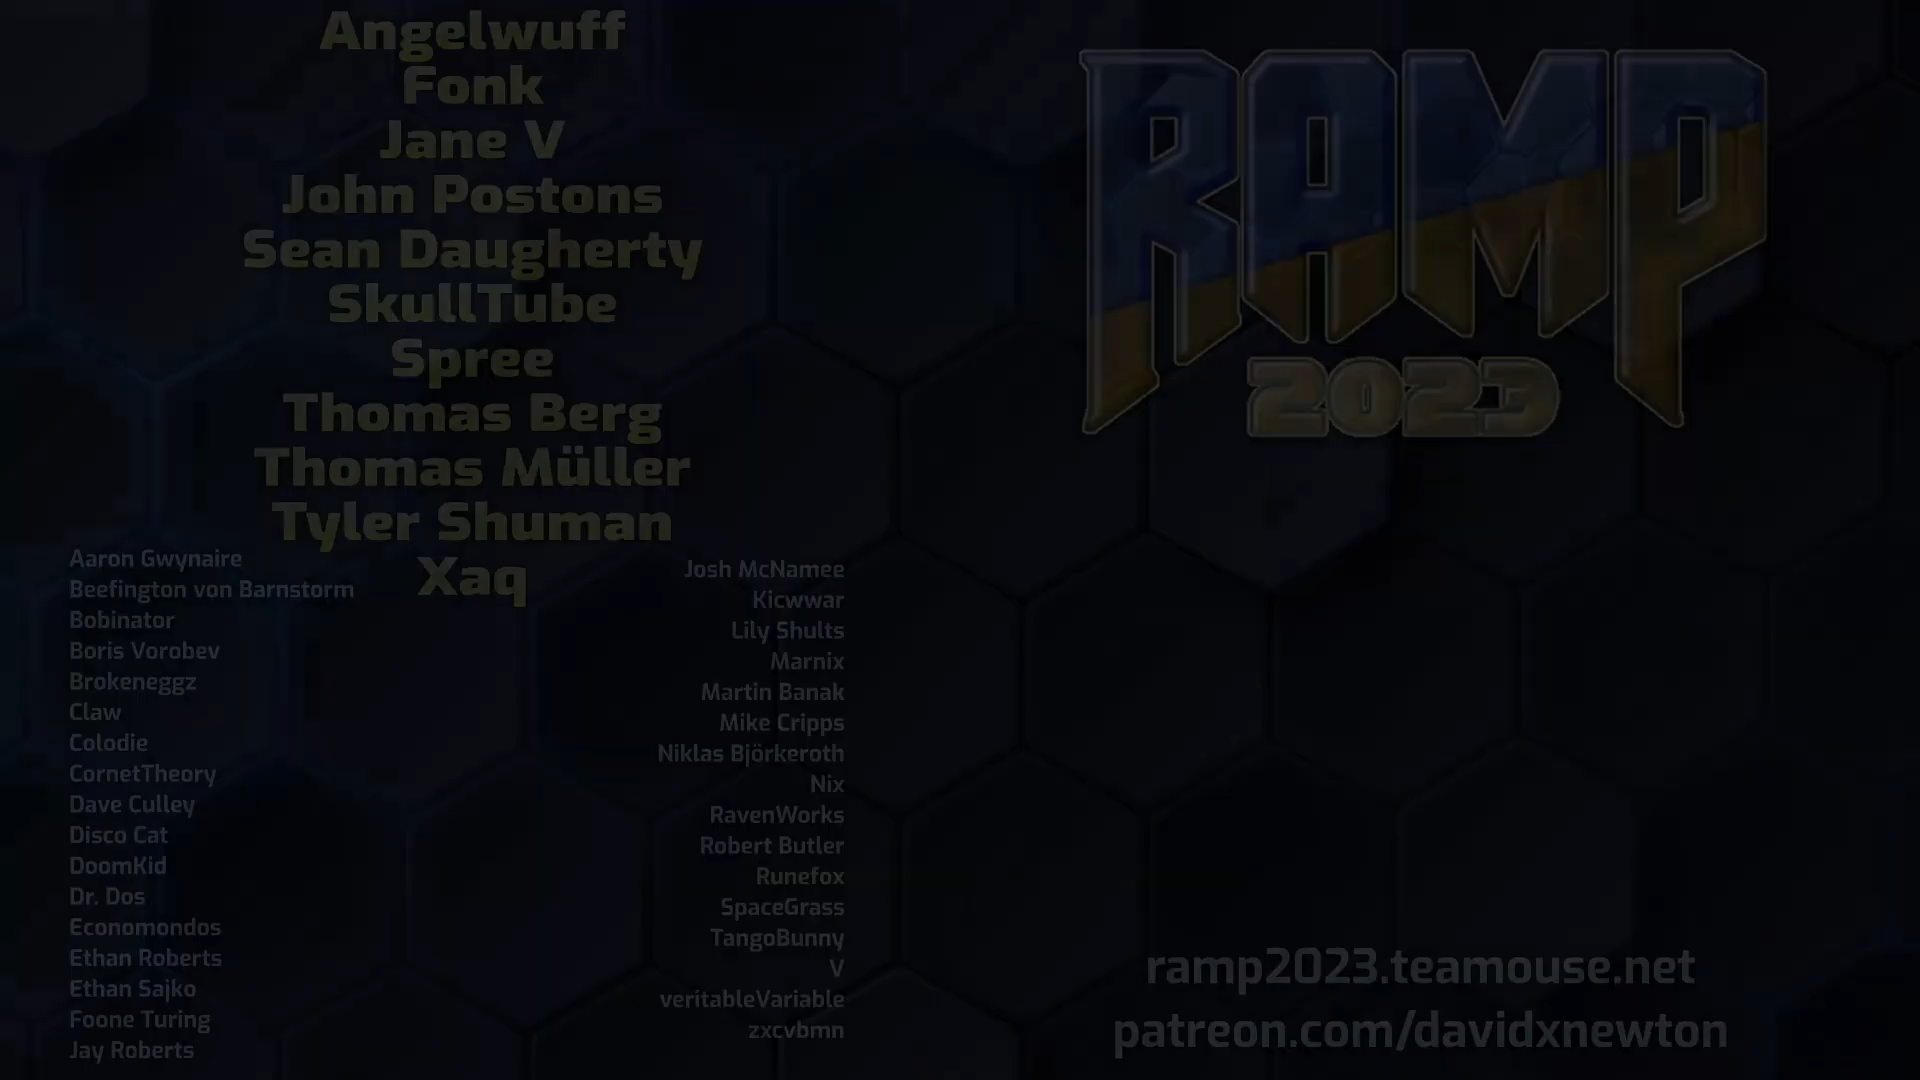 Angelwuff
Fonk
Jane V
John Postons
Sean Daugherty
SkullTube
Spree
Thomas Berg
Thomas Müller
Tyler Shuman
Xaq
Aaron Gwynaire
Beefington von Barnstorm
Bobinator
Boris Vorobev
Brokeneggz
Claw
Colodie
CornetTheory
Dave Culley
Disco Cat
DoomKid
Dr. Dos
Economondos
Ethan Roberts
Ethan Sajko
Foone Turing
Jay Roberts
Josh McNamee
Kicwwar
Lily Shults
Marnix
Martin Banak
Mike Cripps
Niklas Björkeroth
Nix
RavenWorks
Robert Butler
Runefox
SpaceGrass
TangoBunny
V
veritableVariable
zxcvbmn
RAMP
2023
ramp2023.teamouse.net
patreon.com/davidxnewton